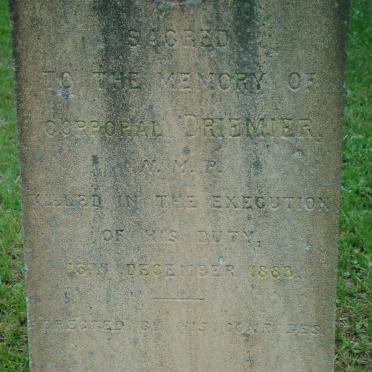 SACRED
TO THE MEMORY OF
CORPORAL DRIEMIER
N. M. P.
KILLED IN THE EXECUTION
OF HIS DUTY,
16TH DECEMBER 1883.
ERECTED BY HIS COMRADES